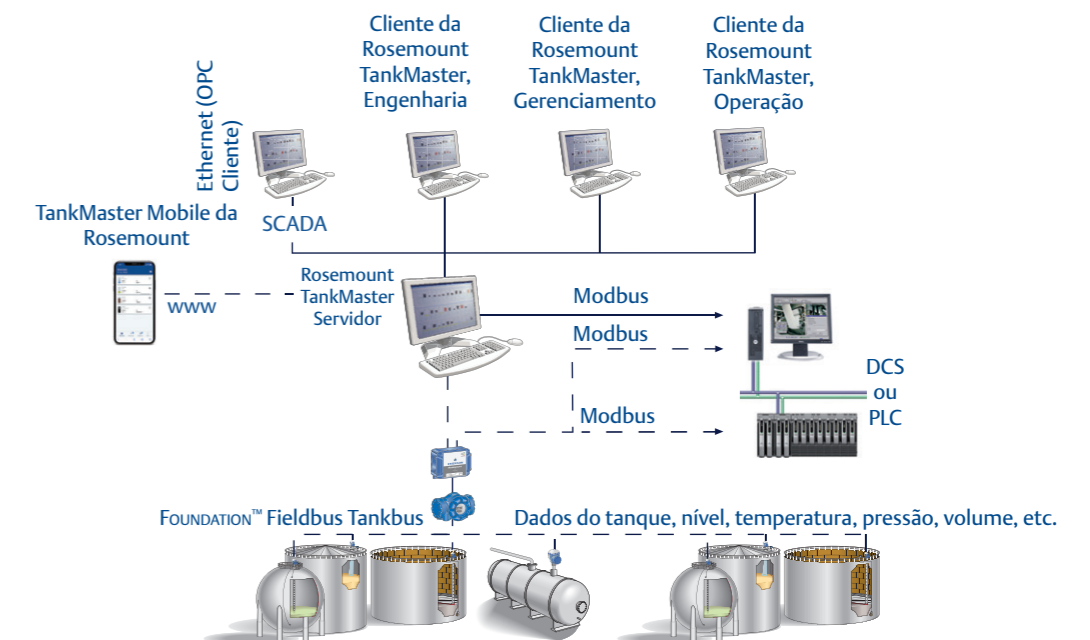 Cliente da
Rosemount
TankMaster,
Engenharia
Cliente da
Rosemount
TankMaster,
Gerenciamento
Cliente da
Rosemount
TankMaster,
Operação
Ethernet (OPC
Cliente)
TankMaster Mobile da
Rosemount
SCADA
www
Rosemount
TankMaster
Servidor
Modbus
Modbus
Modbus
DCS
ou
PLC
FOUNDATION™ Fieldbus Tankbus
Dados do tanque, nível, temperatura, pressão, volume, etc.